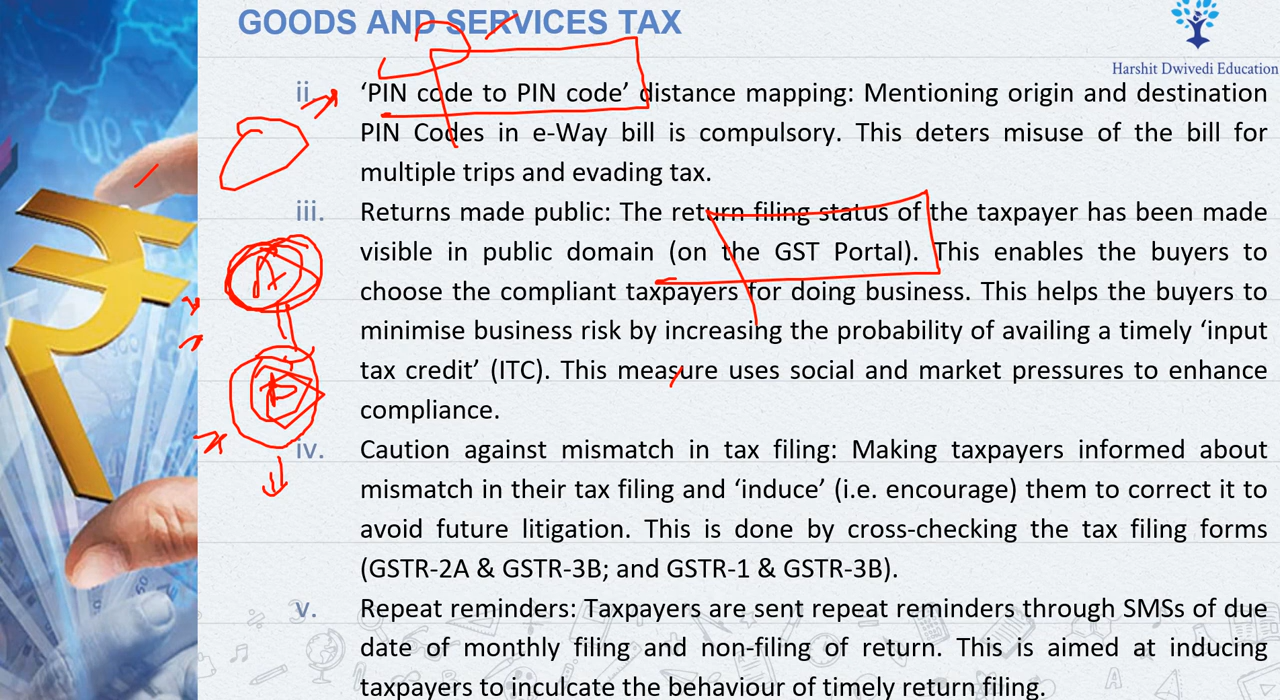 GOODS AND SERVICES TAX
Harshit Dwivedi Education
ii. ‘PIN code to PIN code’ distance mapping: Mentioning origin and destination
PIN Codes in e-Way bill is compulsory. This deters misuse of the bill for
multiple trips and evading tax.
iii. Returns made public: The return filing status of the taxpayer has been made
visible in public domain (on the GST Portal). This enables the buyers to
choose the compliant taxpayers for doing business. This helps the buyers to
minimise business risk by increasing the probability of availing a timely ‘input
tax credit’ (ITC). This measure uses social and market pressures to enhance
compliance.
iv. Caution against mismatch in tax filing: Making taxpayers informed about
mismatch in their tax filing and ‘induce’ (i.e. encourage) them to correct it to
avoid future litigation. This is done by cross-checking the tax filing forms
(GSTR-2A & GSTR-3B; and GSTR-1 & GSTR-3B).
v. Repeat reminders: Taxpayers are sent repeat reminders through SMSs of due
date of monthly filing and non-filing of return. This is aimed at inducing
taxpayers to inculcate the behaviour of timely return filing.